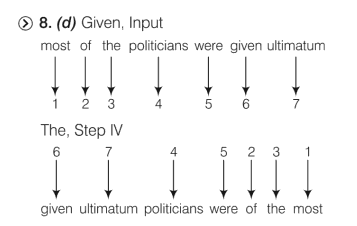 8. (d) Given, Input
most of the politicians were given ultimatum
1 2 3 4 5 6 7
The, Step IV
6 7 4 5 2 3 1
given ultimatum politicians were of the most